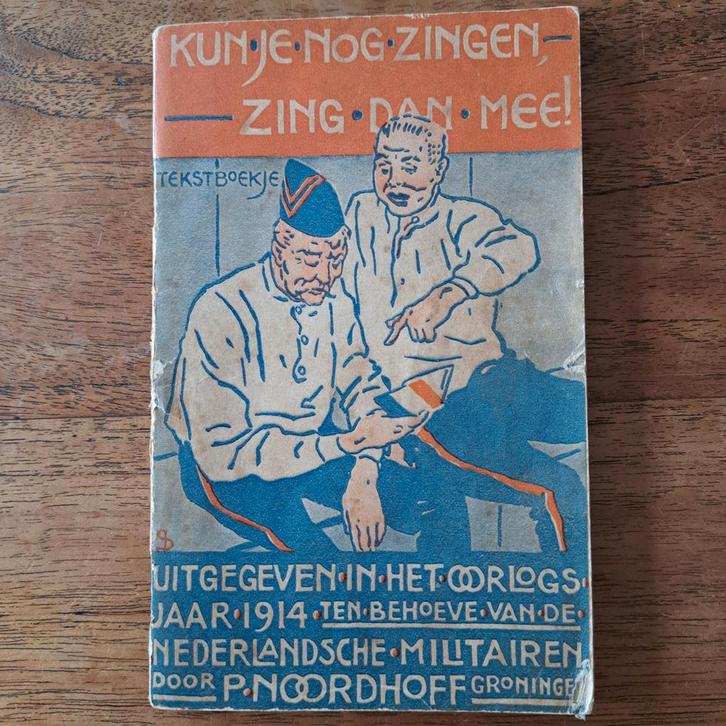 KUN·JE·NOG·ZINGEN,—
— ZING·DAN·MEE!
TEKSTBOEKJE
SD
UITGEGEVEN·IN·HET·OORLOGS·
JAAR·1914·TEN·BEHOEVE·VAN·DE·
NEDERLANDSCHE·MILITAIREN
DOOR P·NOORDHOFF GRONINGE